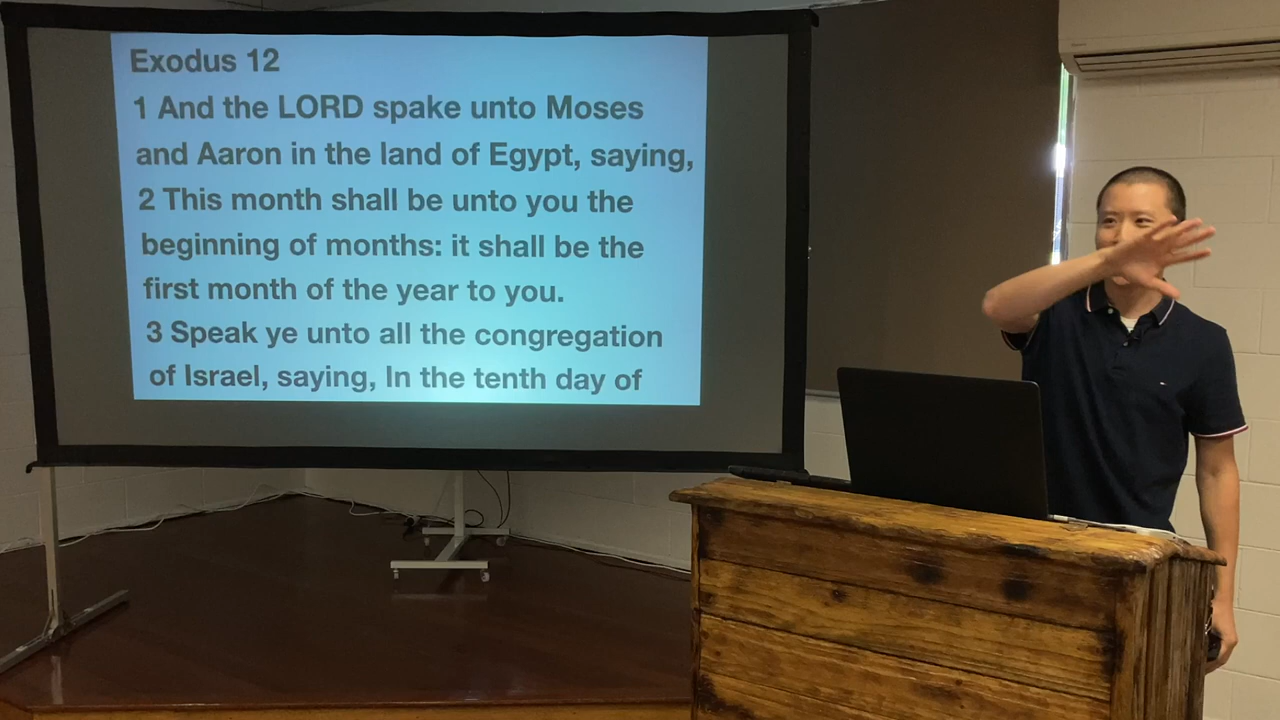 Exodus 12
1 And the LORD spake unto Moses
and Aaron in the land of Egypt, saying,
2 This month shall be unto you the
beginning of months: it shall be the
first month of the year to you.
3 Speak ye unto all the congregation
of Israel, saying, In the tenth day of